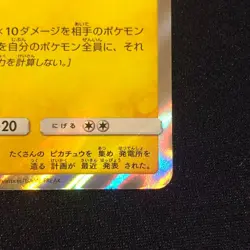 ×10ダメージを相手のポケモン
を自分のポケモン全員に、それ
力を計算しない。]
-20
にげる
たくさんの ピカチュウを 集め 発電所を
造る 計画が 最近 発表 された。